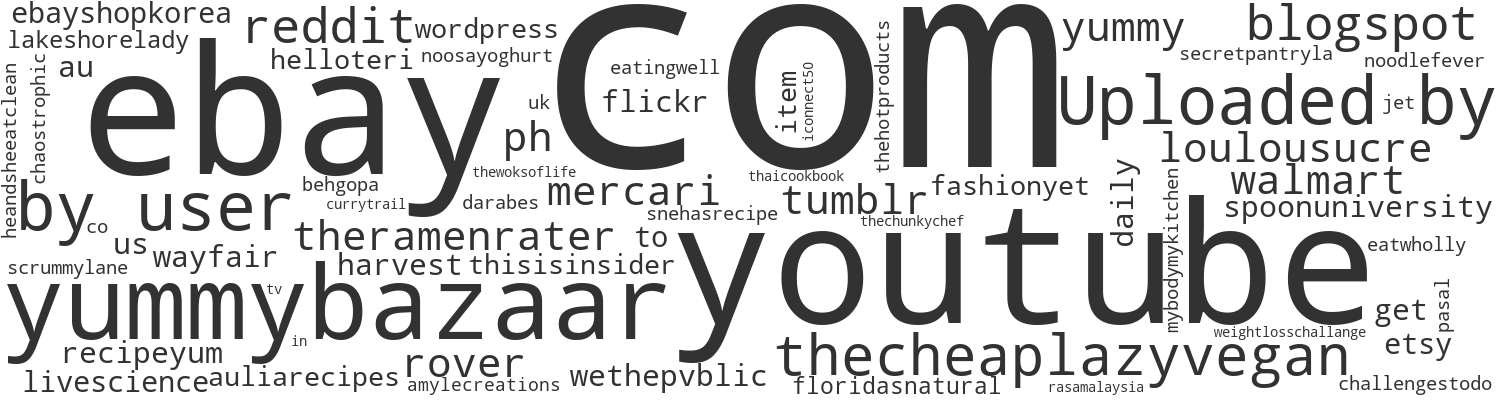 ebayshopkorea
reddit
wordpress
com
yummy
blogspot
lakeshorelady
helloteri
noosayoghurt
secretpantryla
noodlefever
au
ebay
eatingwell
item
iconnect50
thehotproducts
Uploaded by
jet
heandsheeatclean
chaostrophic
uk
flickr
ph
loulousucre
thewoksoflife
thaicookbook
by user
behgopa
currytrail
darabes
mercari
tumblr
fashionyet
daily
mybodymykitchen
walmart
co
snehasrecipe
thechunkychef
spoonuniversity
us
wayfair
theramenrater
to
youtube
eatwholly
scrummylane
harvest
thisisinsider
yummybazaar
tv
in
get
pasal
weightlosschallange
recipeyum
rover
thecheaplazyvegan
etsy
livescience
auliarecipes
amylecreations
wethepvblic
floridasnatural
rasamalaysia
challengestodo